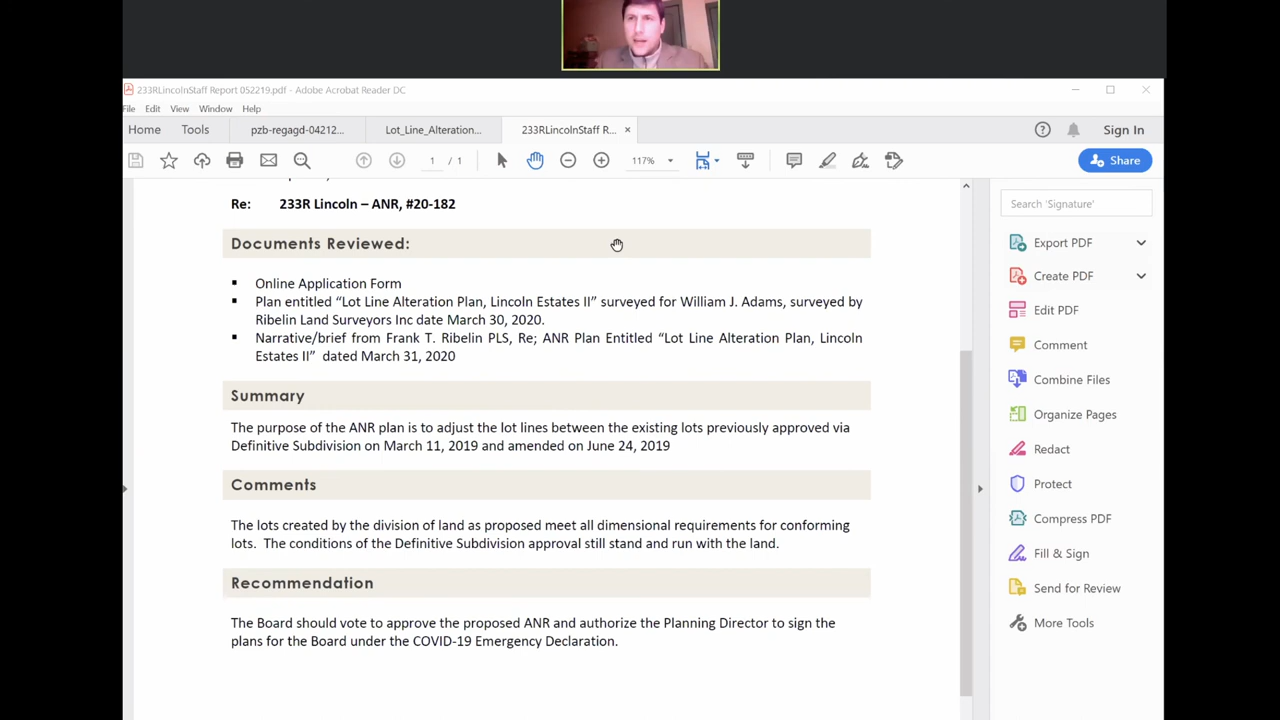 233RLincolnStaff Report 052219.pdf - Adobe Acrobat Reader DC
File Edit View Window Help
Home Tools pzb-regagd-04212... Lot_Line_Alteration... 233RLincolnStaff R... × Sign In
1 / 1 117% Share
Re: 233R Lincoln – ANR, #20-182
Documents Reviewed:
▪ Online Application Form
▪ Plan entitled “Lot Line Alteration Plan, Lincoln Estates II” surveyed for William J. Adams, surveyed by
Ribelin Land Surveyors Inc date March 30, 2020.
▪ Narrative/brief from Frank T. Ribelin PLS, Re; ANR Plan Entitled “Lot Line Alteration Plan, Lincoln
Estates II” dated March 31, 2020
Summary
The purpose of the ANR plan is to adjust the lot lines between the existing lots previously approved via
Definitive Subdivision on March 11, 2019 and amended on June 24, 2019
Comments
The lots created by the division of land as proposed meet all dimensional requirements for conforming
lots. The conditions of the Definitive Subdivision approval still stand and run with the land.
Recommendation
The Board should vote to approve the proposed ANR and authorize the Planning Director to sign the
plans for the Board under the COVID-19 Emergency Declaration.
Search 'Signature'
Export PDF
Create PDF
Edit PDF
Comment
Combine Files
Organize Pages
Redact
Protect
Compress PDF
Fill & Sign
Send for Review
More Tools